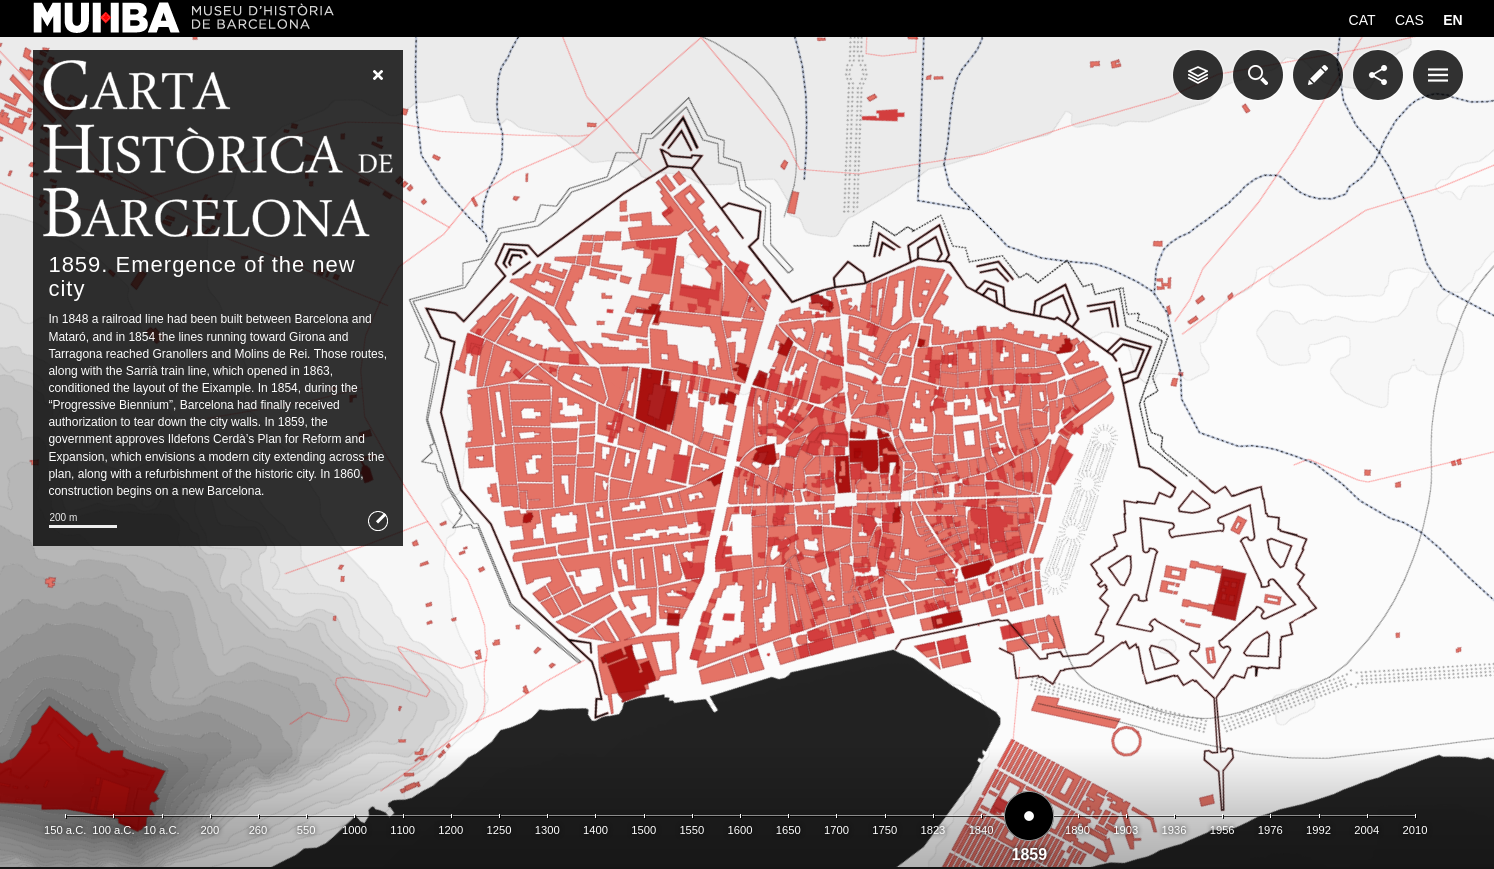 MUHBA MUSEU D'HISTÒRIA
DE BARCELONA
CAT CAS EN
CARTA
HISTÒRICA DE
BARCELONA
1859. Emergence of the new
city
In 1848 a railroad line had been built between Barcelona and
Mataró, and in 1854 the lines running toward Girona and
Tarragona reached Granollers and Molins de Rei. Those routes,
along with the Sarrià train line, which opened in 1863,
conditioned the layout of the Eixample. In 1854, during the
“Progressive Biennium”, Barcelona had finally received
authorization to tear down the city walls. In 1859, the
government approves Ildefons Cerdà’s Plan for Reform and
Expansion, which envisions a modern city extending across the
plan, along with a refurbishment of the historic city. In 1860,
construction begins on a new Barcelona.
200 m
150 a.C. 100 a.C. 10 a.C. 200 260 550 1000 1100 1200 1250 1300 1400 1500 1550 1600 1650 1700 1750 1823 1840 1890 1903 1936 1956 1976 1992 2004 2010
1859